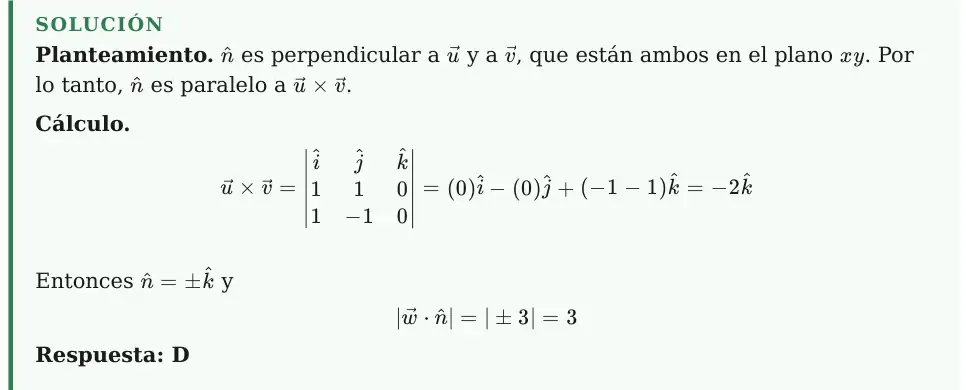 SOLUCIÓN
Planteamiento. n̂ es perpendicular a u⃗ y a v⃗, que están ambos en el plano xy. Por
lo tanto, n̂ es paralelo a u⃗ × v⃗.
Cálculo.
u⃗ × v⃗ = | î ĵ k̂ |
| 1 1 0 | = (0)î − (0)ĵ + (−1 − 1)k̂ = −2k̂
| 1 −1 0 |
Entonces n̂ = ±k̂ y
|w⃗ · n̂| = | ± 3| = 3
Respuesta: D